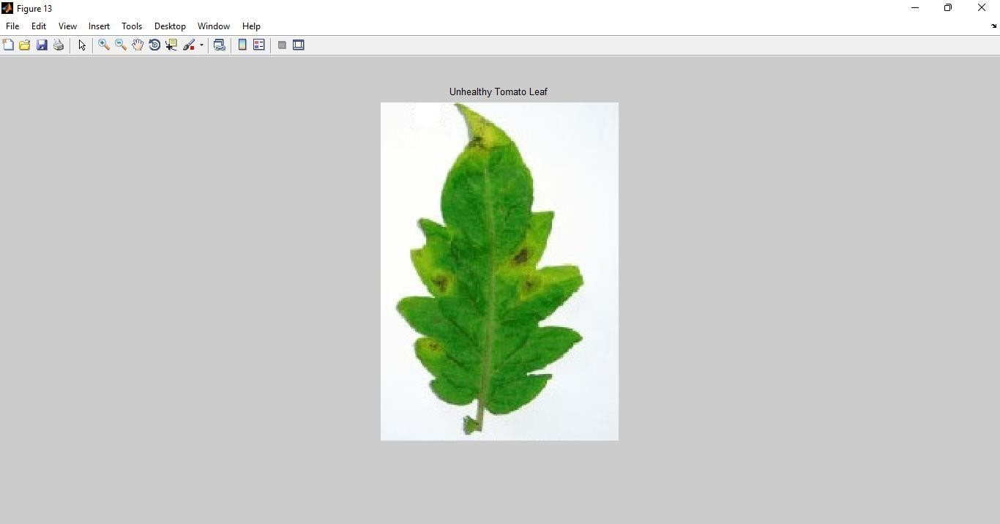 Figure 13
File Edit View Insert Tools Desktop Window Help
Unhealthy Tomato Leaf